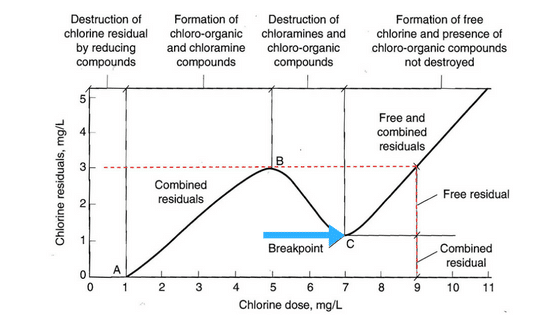 Destruction of
chlorine residual
by reducing
compounds
Formation of
chloro-organic
and chloramine
compounds
Destruction of
chloramines and
chloro-organic
compounds
Formation of free
chlorine and presence of
chloro-organic compounds
not destroyed
Chlorine residuals, mg/L
5
4
3
2
1
0
A
Combined
residuals
B
Breakpoint
C
Free and
combined
residuals
Free residual
Combined
residual
0 1 2 3 4 5 6 7 8 9 10 11
Chlorine dose, mg/L